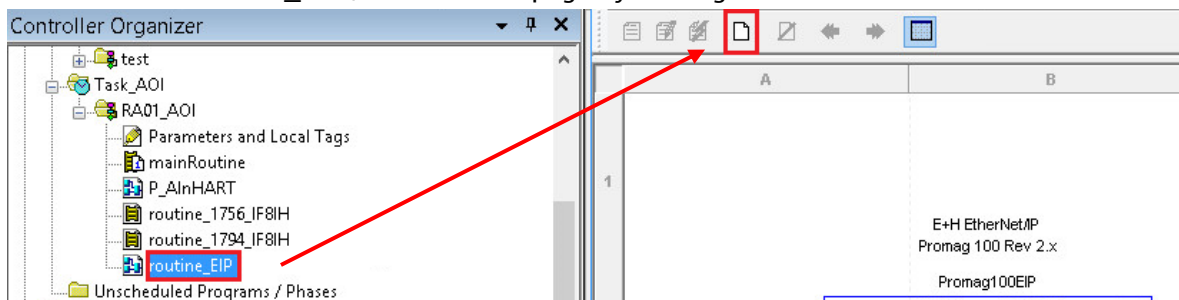 Controller Organizer
test
Task_AOI
RA01_AOI
Parameters and Local Tags
mainRoutine
P_AInHART
routine_1756_IF8IH
routine_1794_IF8IH
routine_EIP
Unscheduled Programs / Phases
A
B
1
E+H EtherNet/IP
Promag 100 Rev 2.x
Promag100EIP